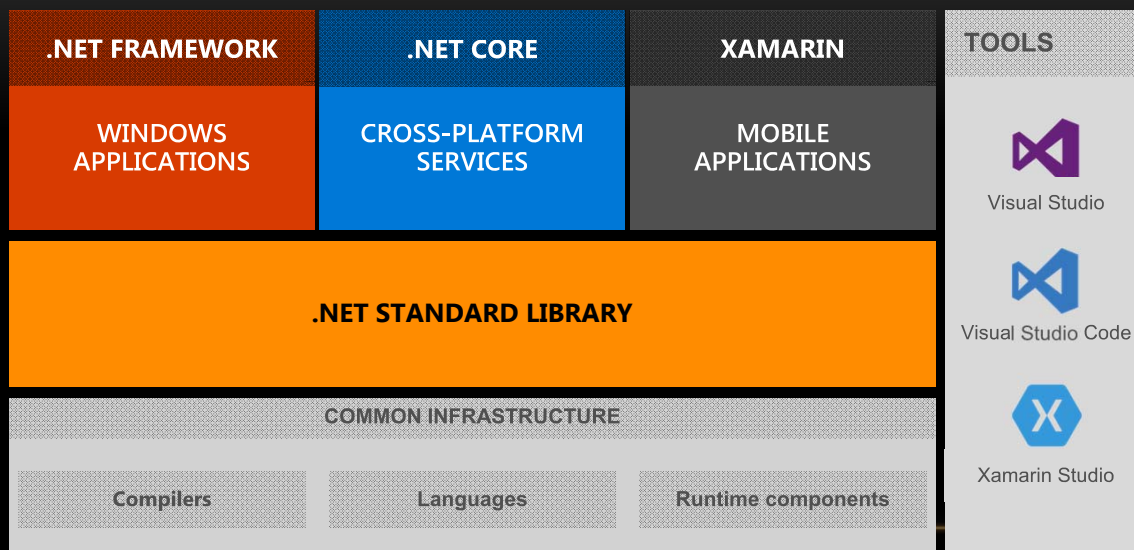 .NET FRAMEWORK
WINDOWS
APPLICATIONS
.NET CORE
CROSS-PLATFORM
SERVICES
XAMARIN
MOBILE
APPLICATIONS
.NET STANDARD LIBRARY
COMMON INFRASTRUCTURE
Compilers
Languages
Runtime components
TOOLS
Visual Studio
Visual Studio Code
Xamarin Studio